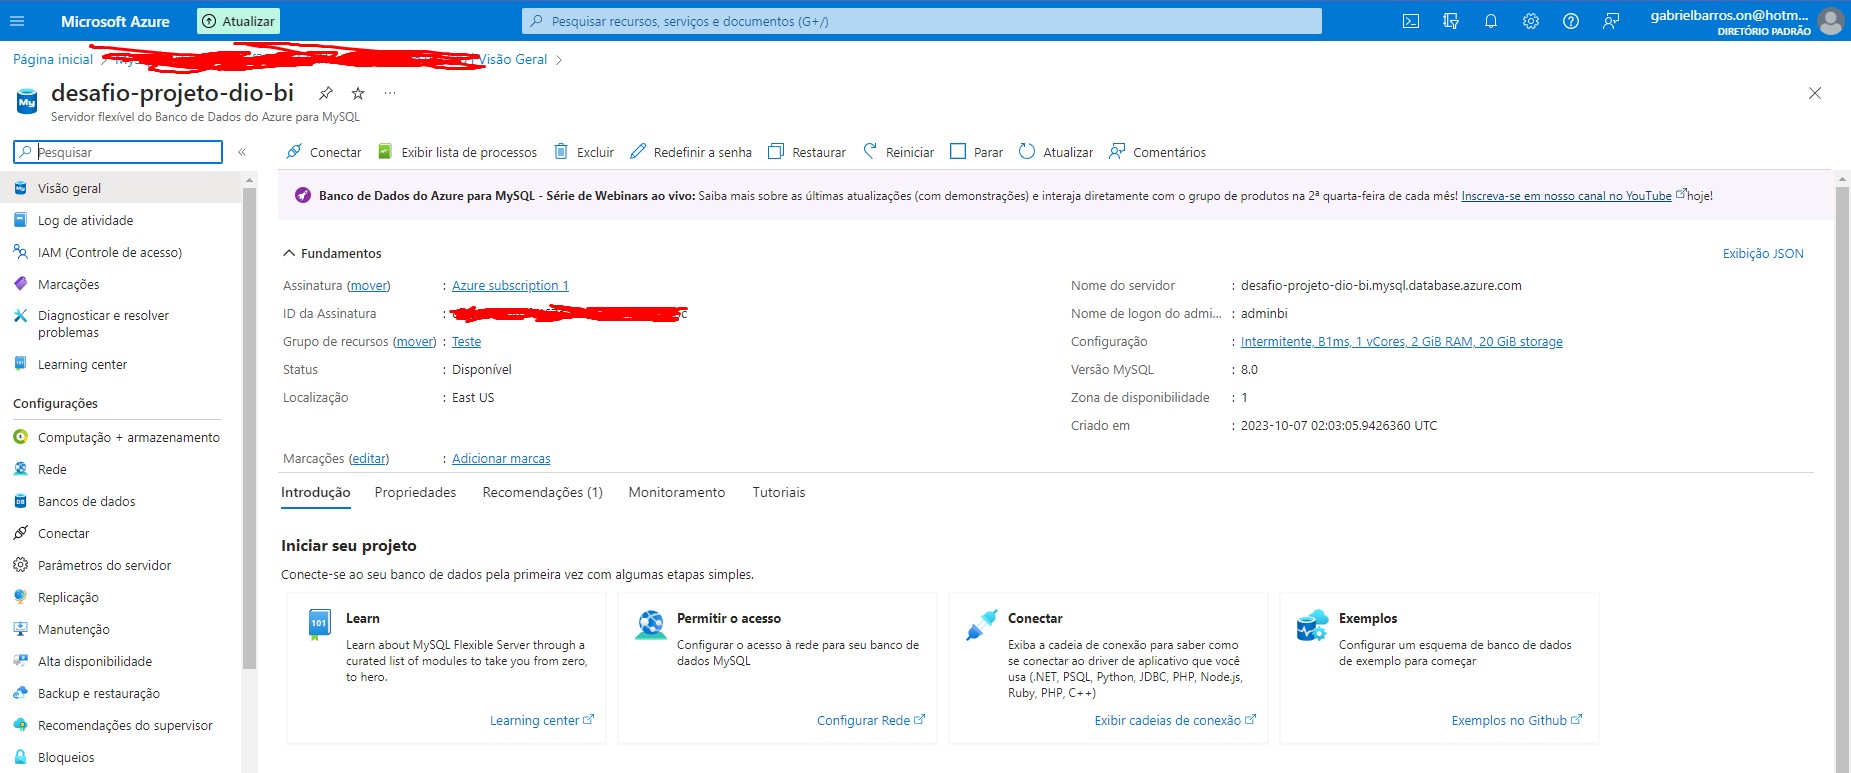 Microsoft Azure
Atualizar
Pesquisar recursos, serviços e documentos (G+/)
gabrielbarros.on@hotm...
DIRETÓRIO PADRÃO
Página inicial > Visão Geral >
desafio-projeto-dio-bi
Servidor flexível do Banco de Dados do Azure para MySQL
Pesquisar
Conectar Exibir lista de processos Excluir Redefinir a senha Restaurar Reiniciar Parar Atualizar Comentários
Visão geral
Log de atividade
IAM (Controle de acesso)
Marcações
Diagnosticar e resolver
problemas
Learning center
Configurações
Computação + armazenamento
Rede
Bancos de dados
Conectar
Parâmetros do servidor
Replicação
Manutenção
Alta disponibilidade
Backup e restauração
Recomendações do supervisor
Bloqueios
Banco de Dados do Azure para MySQL - Série de Webinars ao vivo: Saiba mais sobre as últimas atualizações (com demonstrações) e interaja diretamente com o grupo de produtos na 2ª quarta-feira de cada mês! Inscreva-se em nosso canal no YouTube hoje!
Fundamentos
Exibição JSON
Assinatura (mover) : Azure subscription 1
ID da Assinatura :
Grupo de recursos (mover) : Teste
Status : Disponível
Localização : East US
Nome do servidor : desafio-projeto-dio-bi.mysql.database.azure.com
Nome de logon do admi... : adminbi
Configuração : Intermitente, B1ms, 1 vCores, 2 GiB RAM, 20 GiB storage
Versão MySQL : 8.0
Zona de disponibilidade : 1
Criado em : 2023-10-07 02:03:05.9426360 UTC
Marcações (editar) : Adicionar marcas
Introdução Propriedades Recomendações (1) Monitoramento Tutoriais
Iniciar seu projeto
Conecte-se ao seu banco de dados pela primeira vez com algumas etapas simples.
101
Learn
Learn about MySQL Flexible Server through a
curated list of modules to take you from zero,
to hero.
Learning center
Permitir o acesso
Configurar o acesso à rede para seu banco de
dados MySQL
Configurar Rede
Conectar
Exiba a cadeia de conexão para saber como
se conectar ao driver de aplicativo que você
usa (.NET, PSQL, Python, JDBC, PHP, Node.js,
Ruby, PHP, C++)
Exibir cadeias de conexão
Exemplos
Configurar um esquema de banco de dados
de exemplo para começar
Exemplos no Github